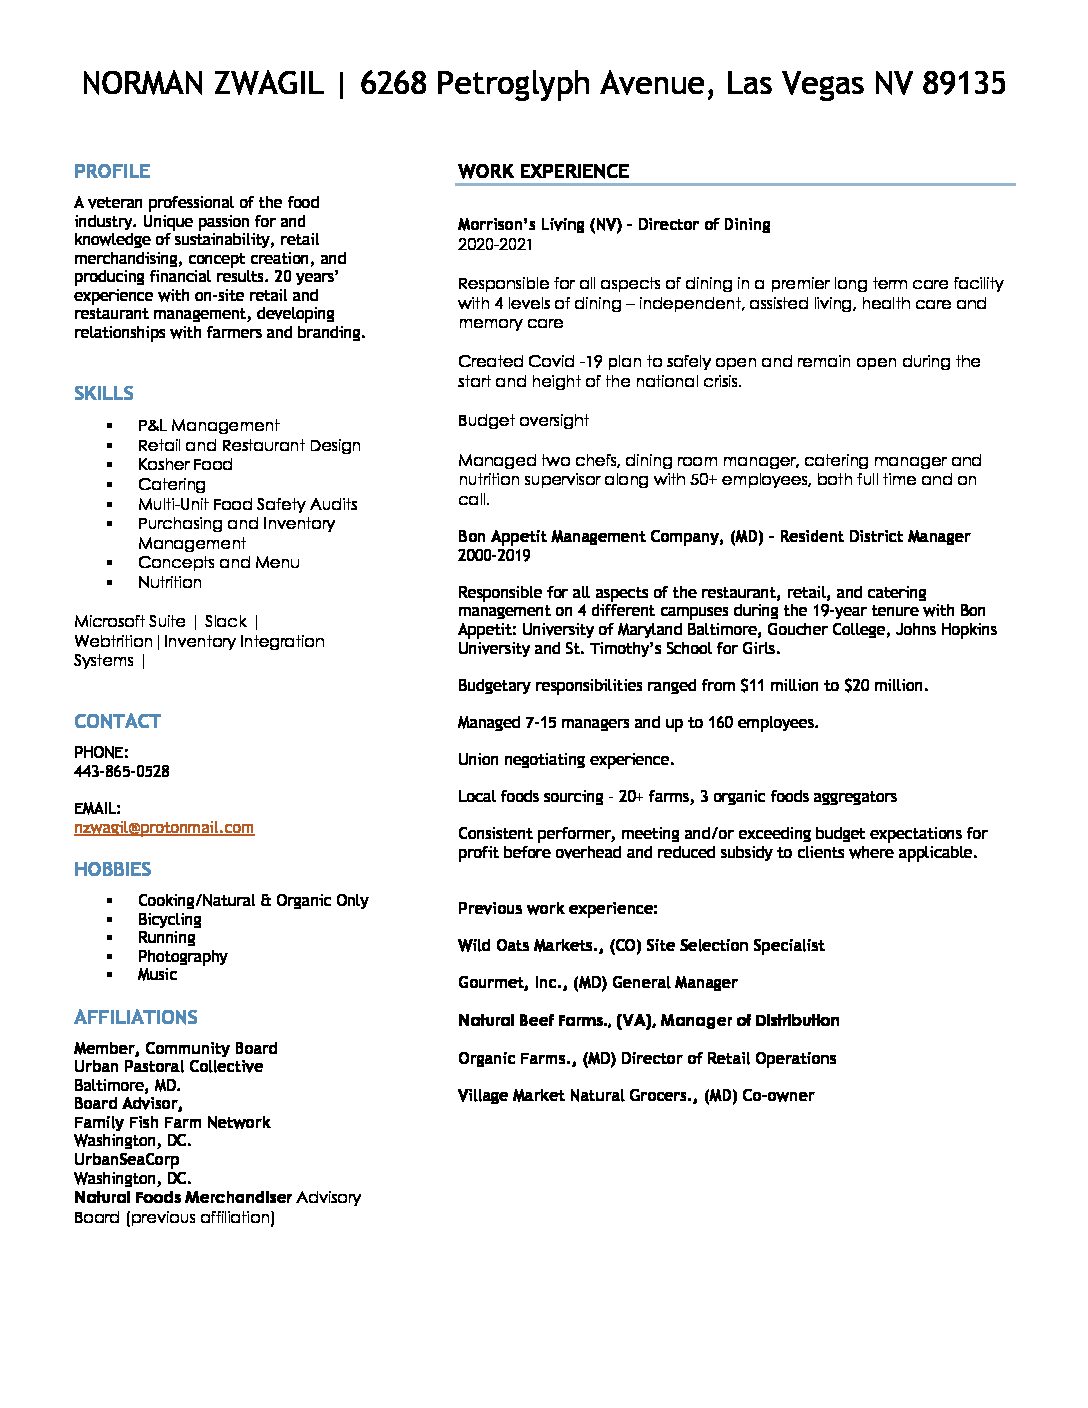 NORMAN ZWAGIL | 6268 Petroglyph Avenue, Las Vegas NV 89135
PROFILE
A veteran professional of the food
industry. Unique passion for and
knowledge of sustainability, retail
merchandising, concept creation, and
producing financial results. 20 years’
experience with on-site retail and
restaurant management, developing
relationships with farmers and branding.
SKILLS
▪ P&L Management
▪ Retail and Restaurant Design
▪ Kosher Food
▪ Catering
▪ Multi-Unit Food Safety Audits
▪ Purchasing and Inventory
Management
▪ Concepts and Menu
▪ Nutrition
Microsoft Suite | Slack |
Webtrition|Inventory Integration
Systems |
CONTACT
PHONE:
443-865-0528
EMAIL:
nzwagil@protonmail.com
HOBBIES
▪ Cooking/Natural & Organic Only
▪ Bicycling
▪ Running
▪ Photography
▪ Music
AFFILIATIONS
Member, Community Board
Urban Pastoral Collective
Baltimore, MD.
Board Advisor,
Family Fish Farm Network
Washington, DC.
UrbanSeaCorp
Washington, DC.
Natural Foods Merchandiser Advisory
Board (previous affiliation)
WORK EXPERIENCE
Morrison’s Living (NV) – Director of Dining
2020-2021
Responsible for all aspects of dining in a premier long term care facility
with 4 levels of dining – independent, assisted living, health care and
memory care
Created Covid -19 plan to safely open and remain open during the
start and height of the national crisis.
Budget oversight
Managed two chefs, dining room manager, catering manager and
nutrition supervisor along with 50+ employees, both full time and on
call.
Bon Appetit Management Company, (MD) – Resident District Manager
2000-2019
Responsible for all aspects of the restaurant, retail, and catering
management on 4 different campuses during the 19-year tenure with Bon
Appetit: University of Maryland Baltimore, Goucher College, Johns Hopkins
University and St. Timothy’s School for Girls.
Budgetary responsibilities ranged from $11 million to $20 million.
Managed 7-15 managers and up to 160 employees.
Union negotiating experience.
Local foods sourcing – 20+ farms, 3 organic foods aggregators
Consistent performer, meeting and/or exceeding budget expectations for
profit before overhead and reduced subsidy to clients where applicable.
Previous work experience:
Wild Oats Markets., (CO) Site Selection Specialist
Gourmet, Inc., (MD) General Manager
Natural Beef Farms., (VA), Manager of Distribution
Organic Farms., (MD) Director of Retail Operations
Village Market Natural Grocers., (MD) Co-owner